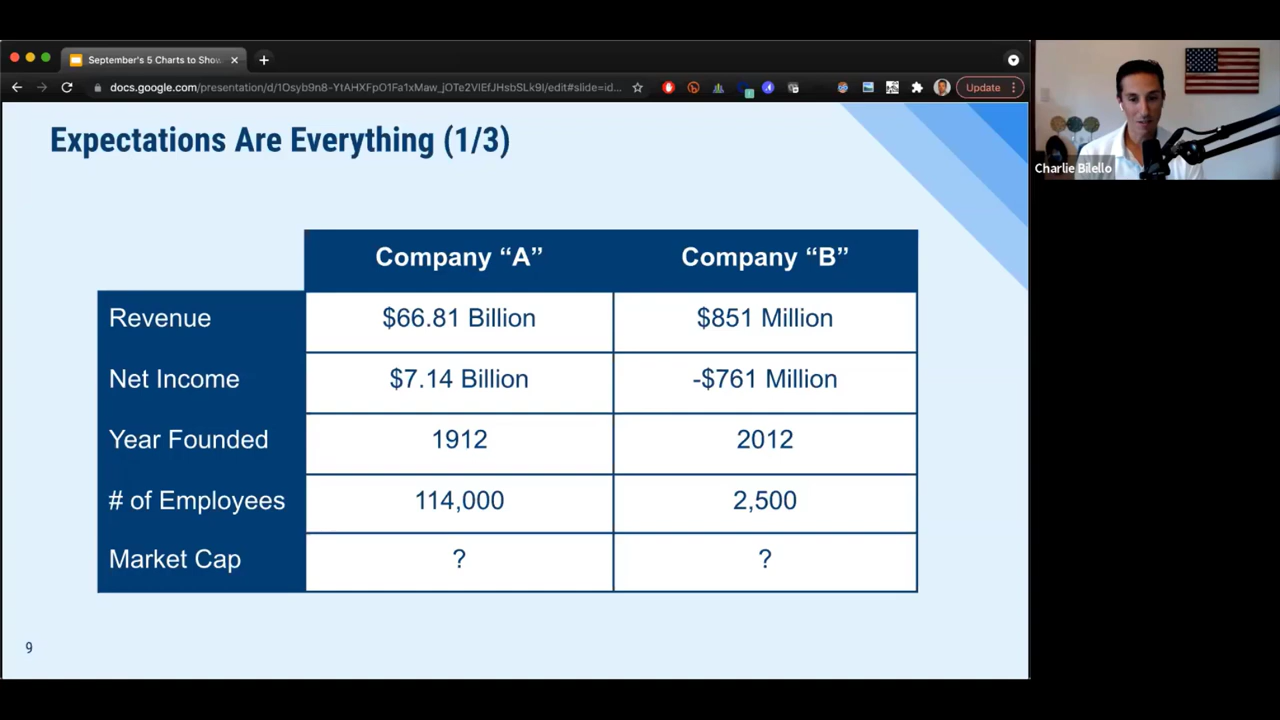 September's 5 Charts to Show
docs.google.com/presentation/d/1Osyb9n8-YtAHXFpO1Fa1xMaw_jOTe2VIEfJHsbSLk9I/edit#slide=id...
Update
Expectations Are Everything (1/3)
Company “A” Company “B”
Revenue $66.81 Billion $851 Million
Net Income $7.14 Billion -$761 Million
Year Founded 1912 2012
# of Employees 114,000 2,500
Market Cap ? ?
9
Charlie Bilello